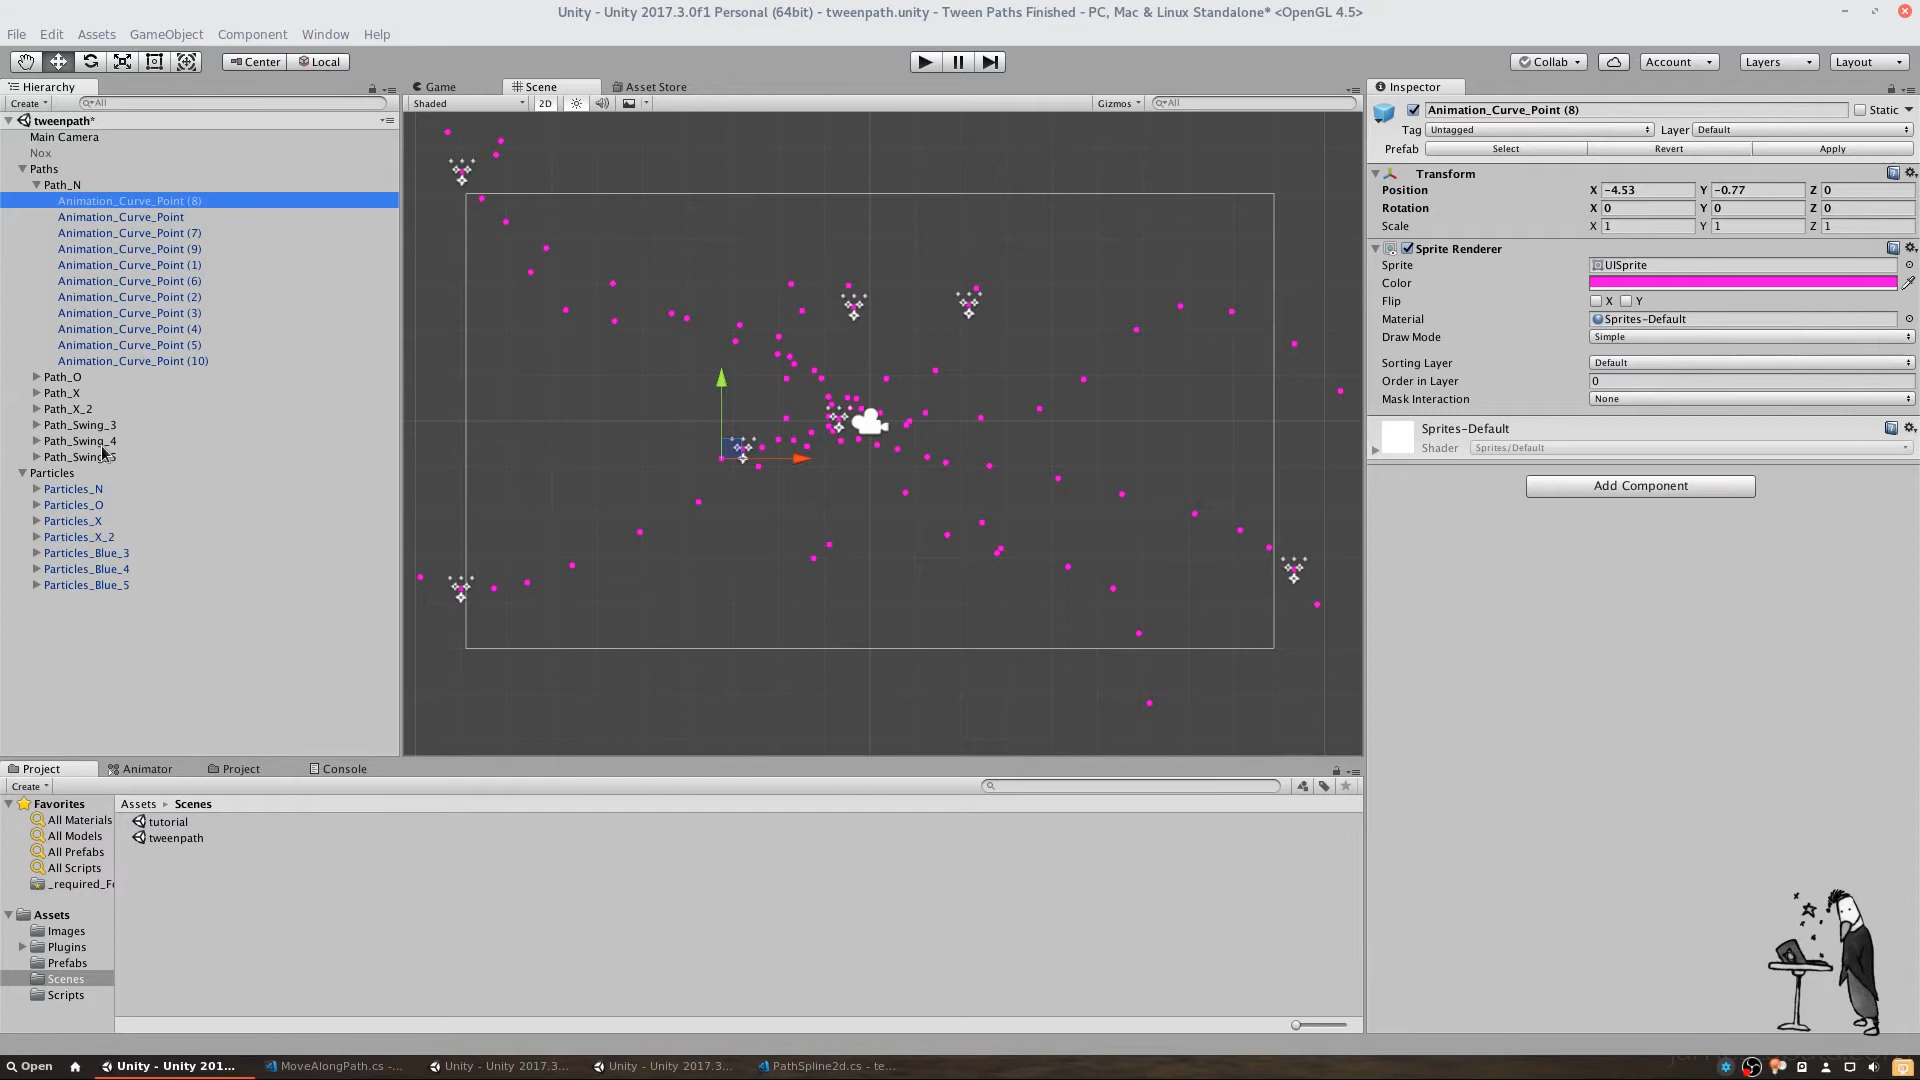 Unity - Unity 2017.3.0f1 Personal (64bit) - tweenpath.unity - Tween Paths Finished - PC, Mac & Linux Standalone* <OpenGL 4.5>
File Edit Assets GameObject Component Window Help
Center Local Collab Account Layers Layout
Hierarchy
Create All
tweenpath*
Main Camera
Nox
Paths
Path_N
Animation_Curve_Point (8)
Animation_Curve_Point
Animation_Curve_Point (7)
Animation_Curve_Point (9)
Animation_Curve_Point (1)
Animation_Curve_Point (6)
Animation_Curve_Point (2)
Animation_Curve_Point (3)
Animation_Curve_Point (4)
Animation_Curve_Point (5)
Animation_Curve_Point (10)
Path_O
Path_X
Path_X_2
Path_Swing_3
Path_Swing_4
Path_Swing_5
Particles
Particles_N
Particles_O
Particles_X
Particles_X_2
Particles_Blue_3
Particles_Blue_4
Particles_Blue_5
Game Scene Asset Store
Shaded 2D Gizmos All
Inspector
Animation_Curve_Point (8) Static
Tag Untagged Layer Default
Prefab Select Revert Apply
Transform
Position X -4.53 Y -0.77 Z 0
Rotation X 0 Y 0 Z 0
Scale X 1 Y 1 Z 1
Sprite Renderer
Sprite UISprite
Color
Flip X Y
Material Sprites-Default
Draw Mode Simple
Sorting Layer Default
Order in Layer 0
Mask Interaction None
Sprites-Default
Shader Sprites/Default
Add Component
Project Animator Project Console
Create
Favorites
All Materials
All Models
All Prefabs
All Scripts
_required_Fo
Assets
Images
Plugins
Prefabs
Scenes
Scripts
Assets Scenes
tutorial
tweenpath
Open Unity - Unity 201... MoveAlongPath.cs -... Unity - Unity 2017.3... Unity - Unity 2017.3... PathSpline2d.cs - te...